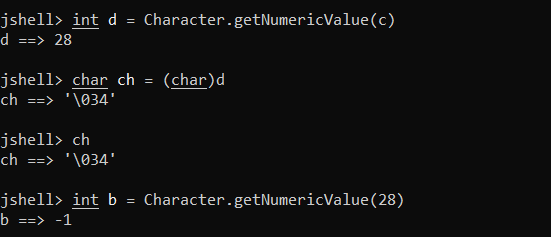 jshell> int d = Character.getNumericValue(c)
d ==> 28
jshell> char ch = (char)d
ch ==> '\034'
jshell> ch
ch ==> '\034'
jshell> int b = Character.getNumericValue(28)
b ==> -1